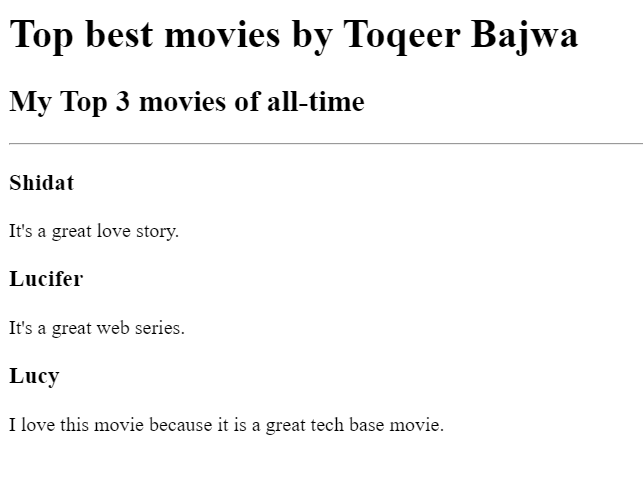 Top best movies by Toqeer Bajwa
My Top 3 movies of all-time
Shidat
It's a great love story.
Lucifer
It's a great web series.
Lucy
I love this movie because it is a great tech base movie.